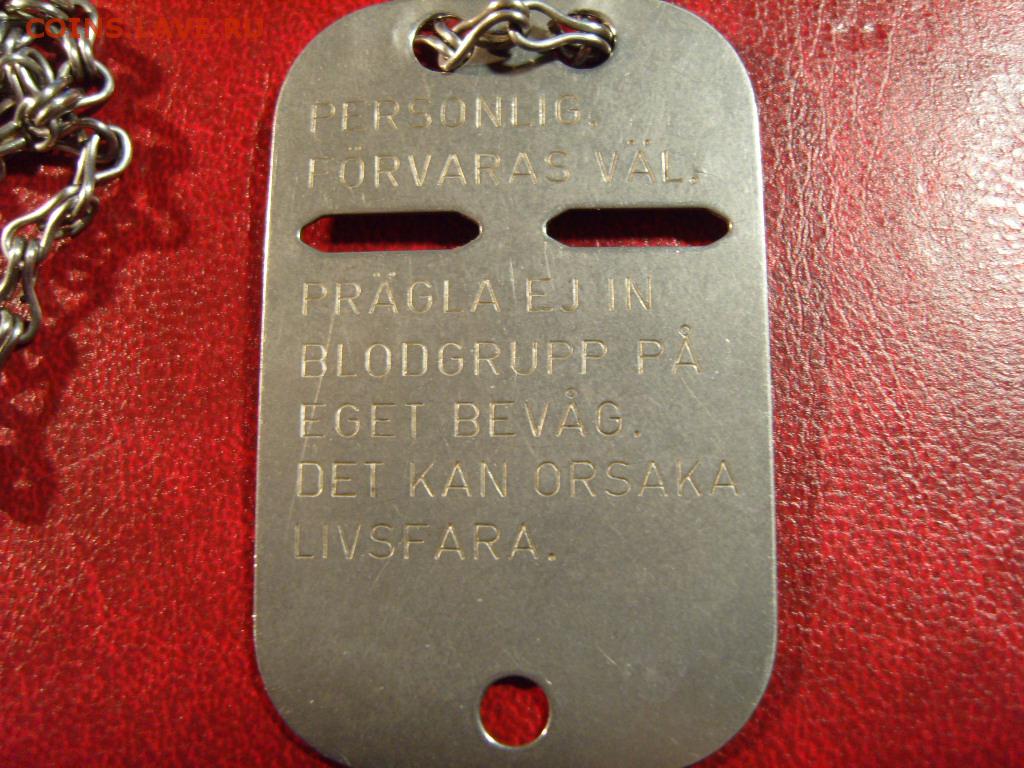 COINS.LAVE.RU
PERSONLIG.
FÖRVARAS VÄL.
PRÄGLA EJ IN
BLODGRUPP PÅ
EGET BEVÅG.
DET KAN ORSAKA
LIVSFARA.